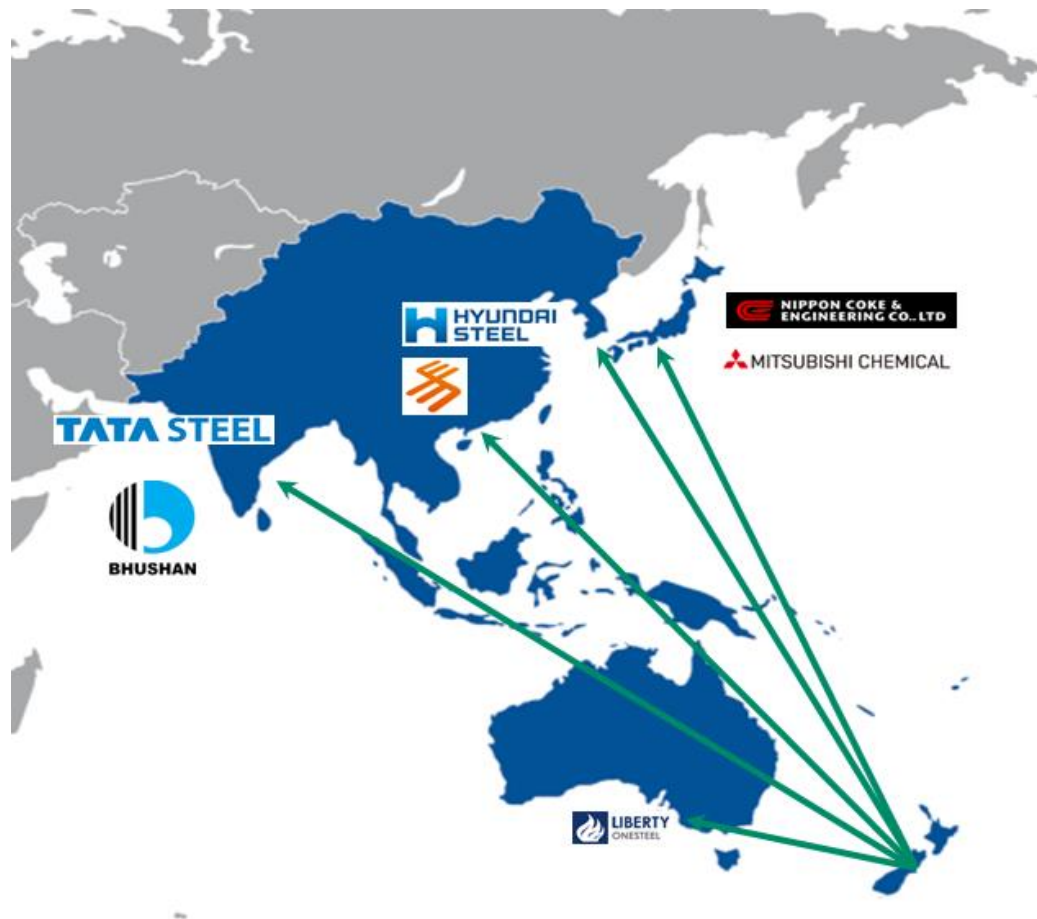 HYUNDAI
STEEL
NIPPON COKE &
ENGINEERING CO.,LTD
MITSUBISHI CHEMICAL
TATA STEEL
BHUSHAN
LIBERTY
ONESTEEL